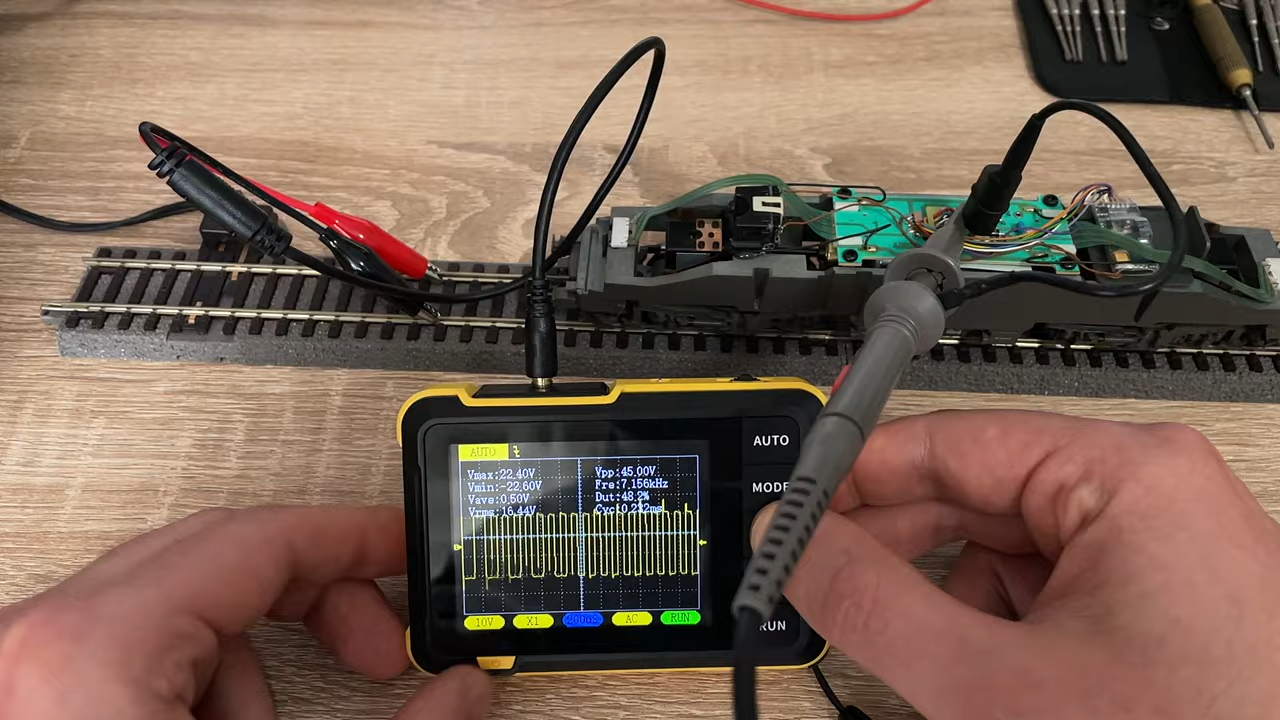 AUTO
Vmax:22.40V
Vmin:-22.60V
Vave:0.50V
Vrms:16.44V
Vpp:45.00V
Fre:7.156kHz
Dut:48.2%
10V
X1
AC
RUN
AUTO
MODE
RUN